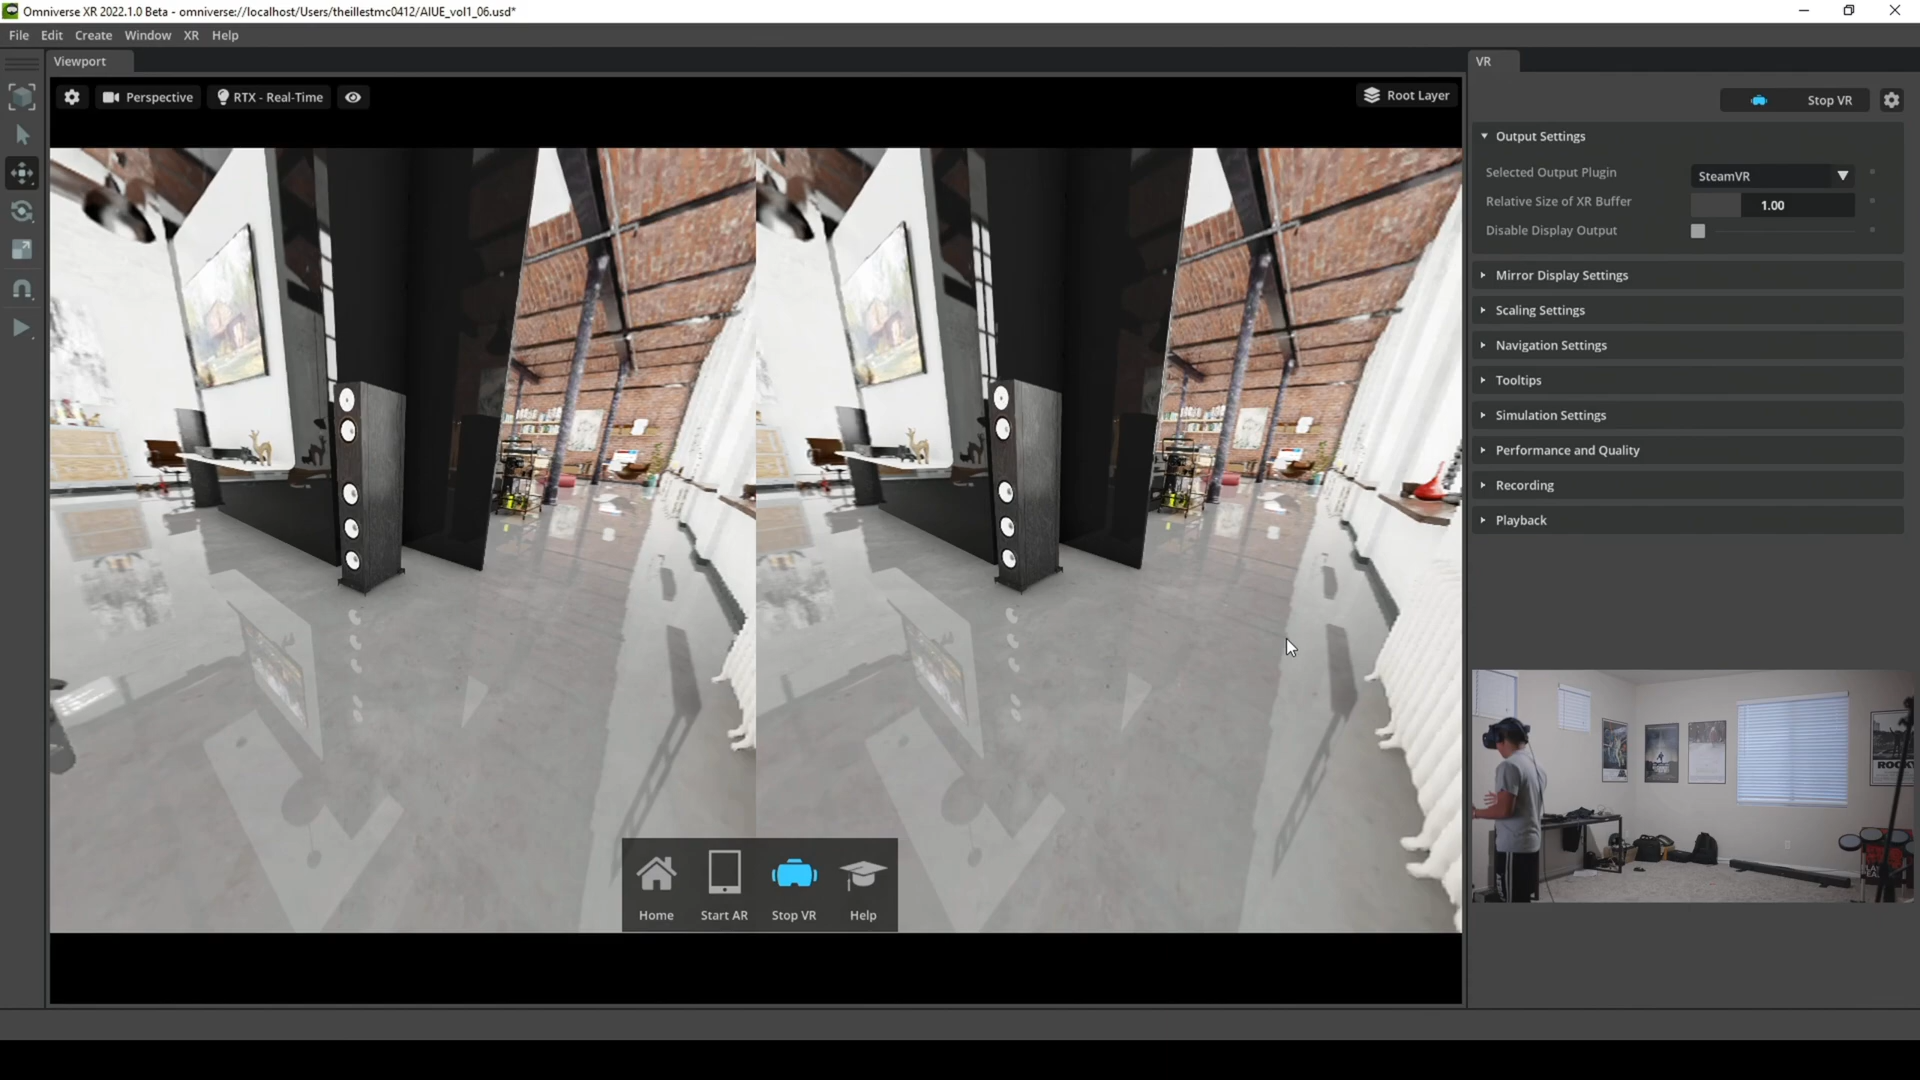 Omniverse XR 2022.1.0 Beta - omniverse://localhost/Users/theillestmc0412/AIUE_vol1_06.usd*
File Edit Create Window XR Help
Viewport
VR
Perspective
RTX - Real-Time
Root Layer
Stop VR
Output Settings
Selected Output Plugin
SteamVR
Relative Size of XR Buffer
1.00
Disable Display Output
Mirror Display Settings
Scaling Settings
Navigation Settings
Tooltips
Simulation Settings
Performance and Quality
Recording
Playback
ROCKY
Home
Start AR
Stop VR
Help